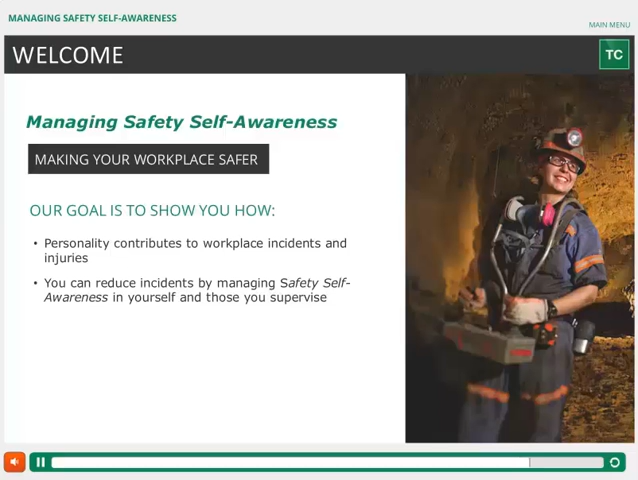 MANAGING SAFETY SELF-AWARENESS
MAIN MENU
WELCOME
TC
Managing Safety Self-Awareness
MAKING YOUR WORKPLACE SAFER
OUR GOAL IS TO SHOW YOU HOW:
• Personality contributes to workplace incidents and
injuries
• You can reduce incidents by managing Safety Self-
Awareness in yourself and those you supervise